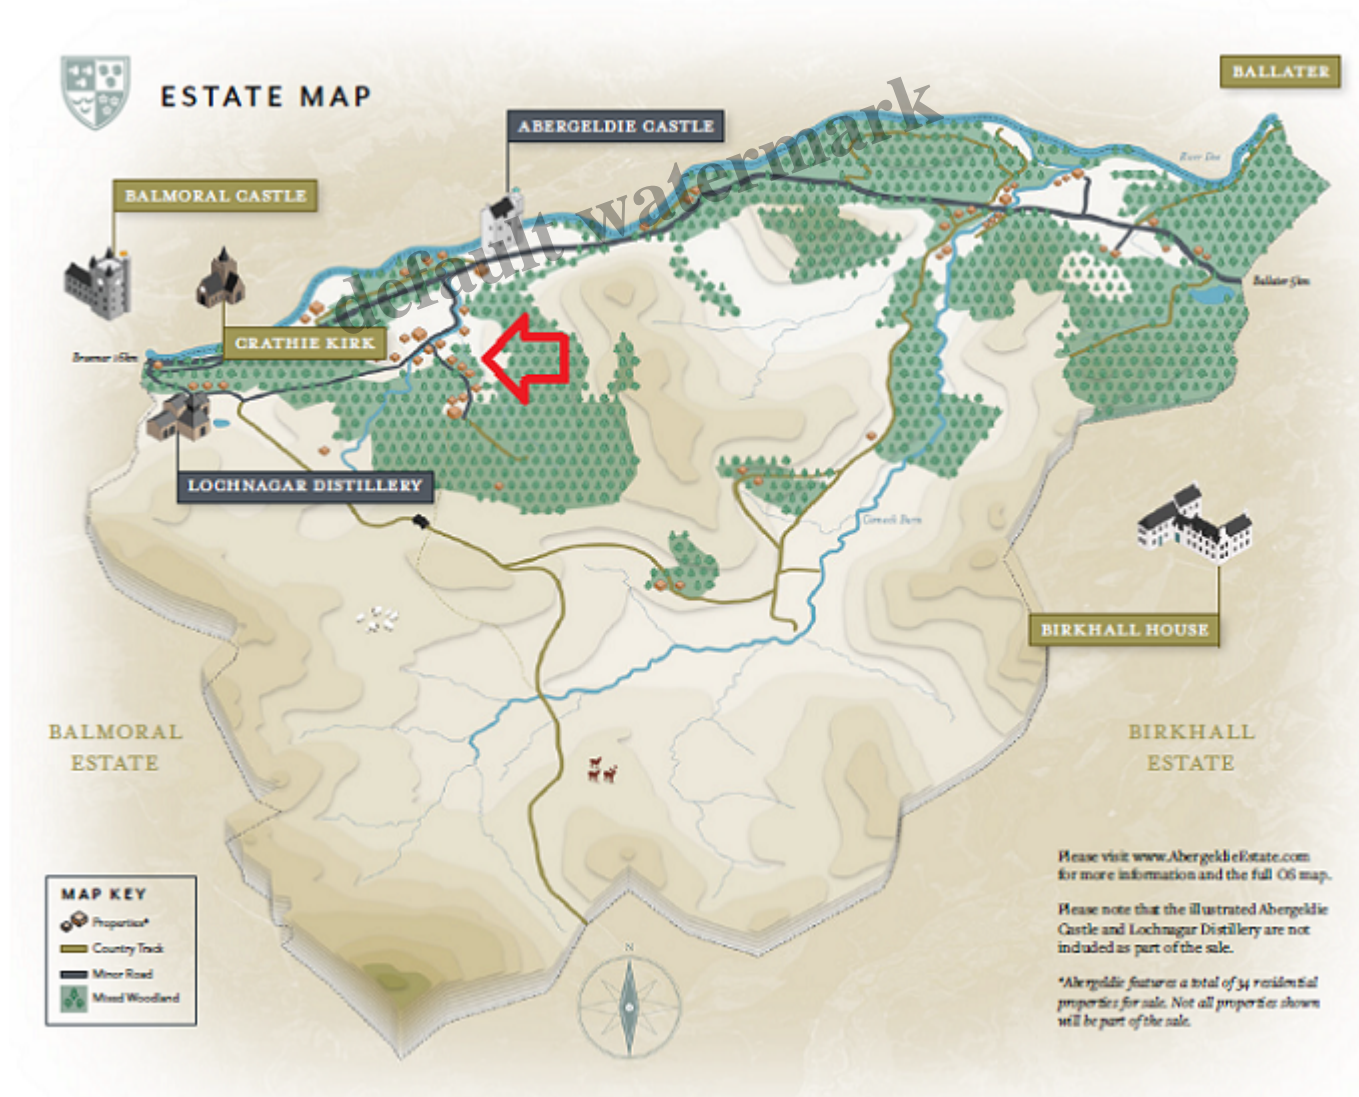 ESTATE MAP
BALLATER
ABERGELDIE CASTLE
default watermark
River Dee
BALMORAL CASTLE
Ballater 5km
CRATHIE KIRK
Braemar 16km
LOCHNAGAR DISTILLERY
Girnock Burn
BIRKHALL HOUSE
BALMORAL
ESTATE
BIRKHALL
ESTATE
MAP KEY
Properties*
Country Track
Minor Road
Mixed Woodland
N
Please visit www.AbergeldieEstate.com
for more information and the full OS map.
Please note that the illustrated Abergeldie
Castle and Lochnagar Distillery are not
included as part of the sale.
*Abergeldie features a total of 34 residential
properties for sale. Not all properties shown
will be part of the sale.